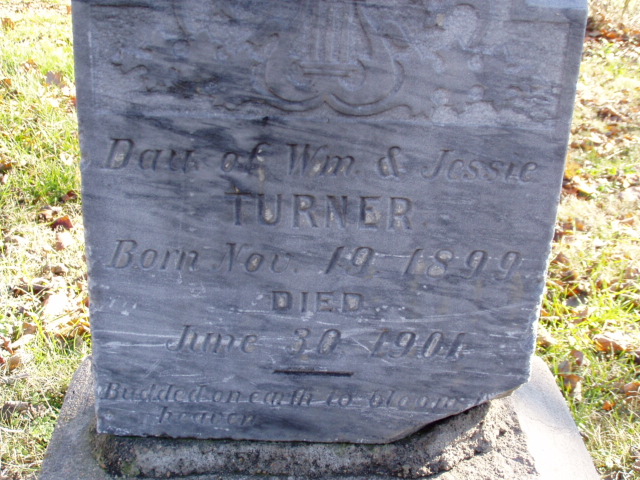 Dau. of Wm. & Jessie
TURNER
Born Nov. 19, 1899
DIED
June 30, 1901
Budded on earth to bloom in
heaven